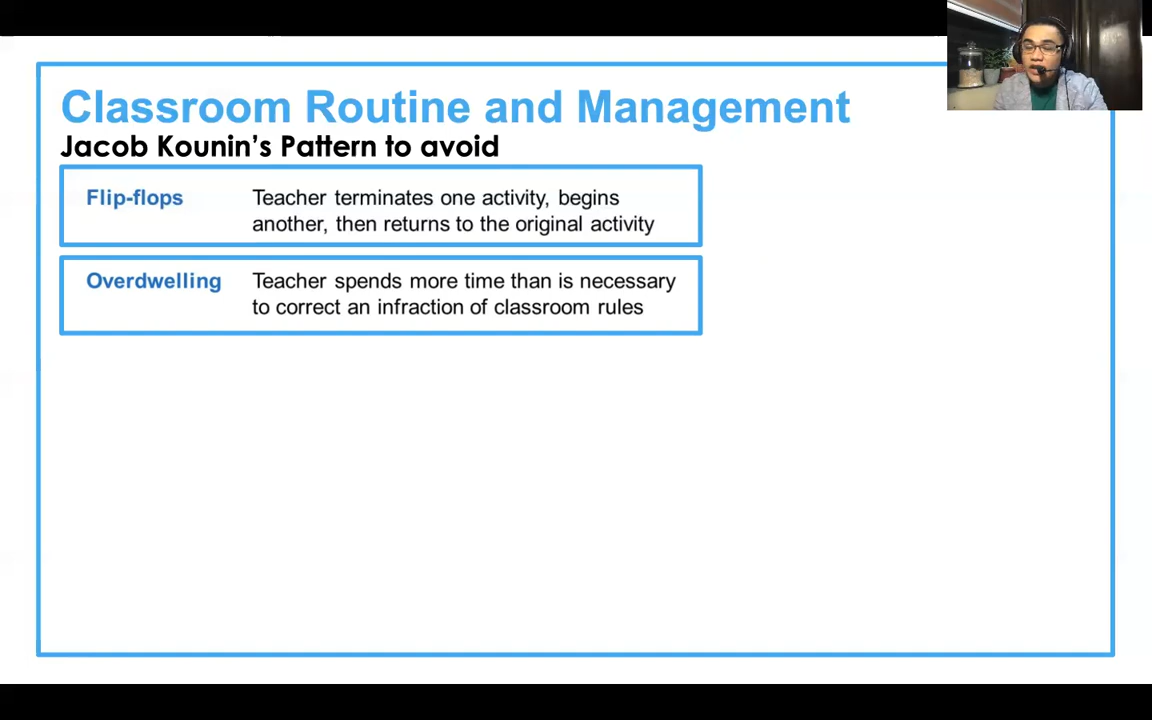 Classroom Routine and Management
Jacob Kounin's Pattern to avoid
Flip-flops
Teacher terminates one activity, begins
another, then returns to the original activity
Overdwelling
Teacher spends more time than is necessary
to correct an infraction of classroom rules